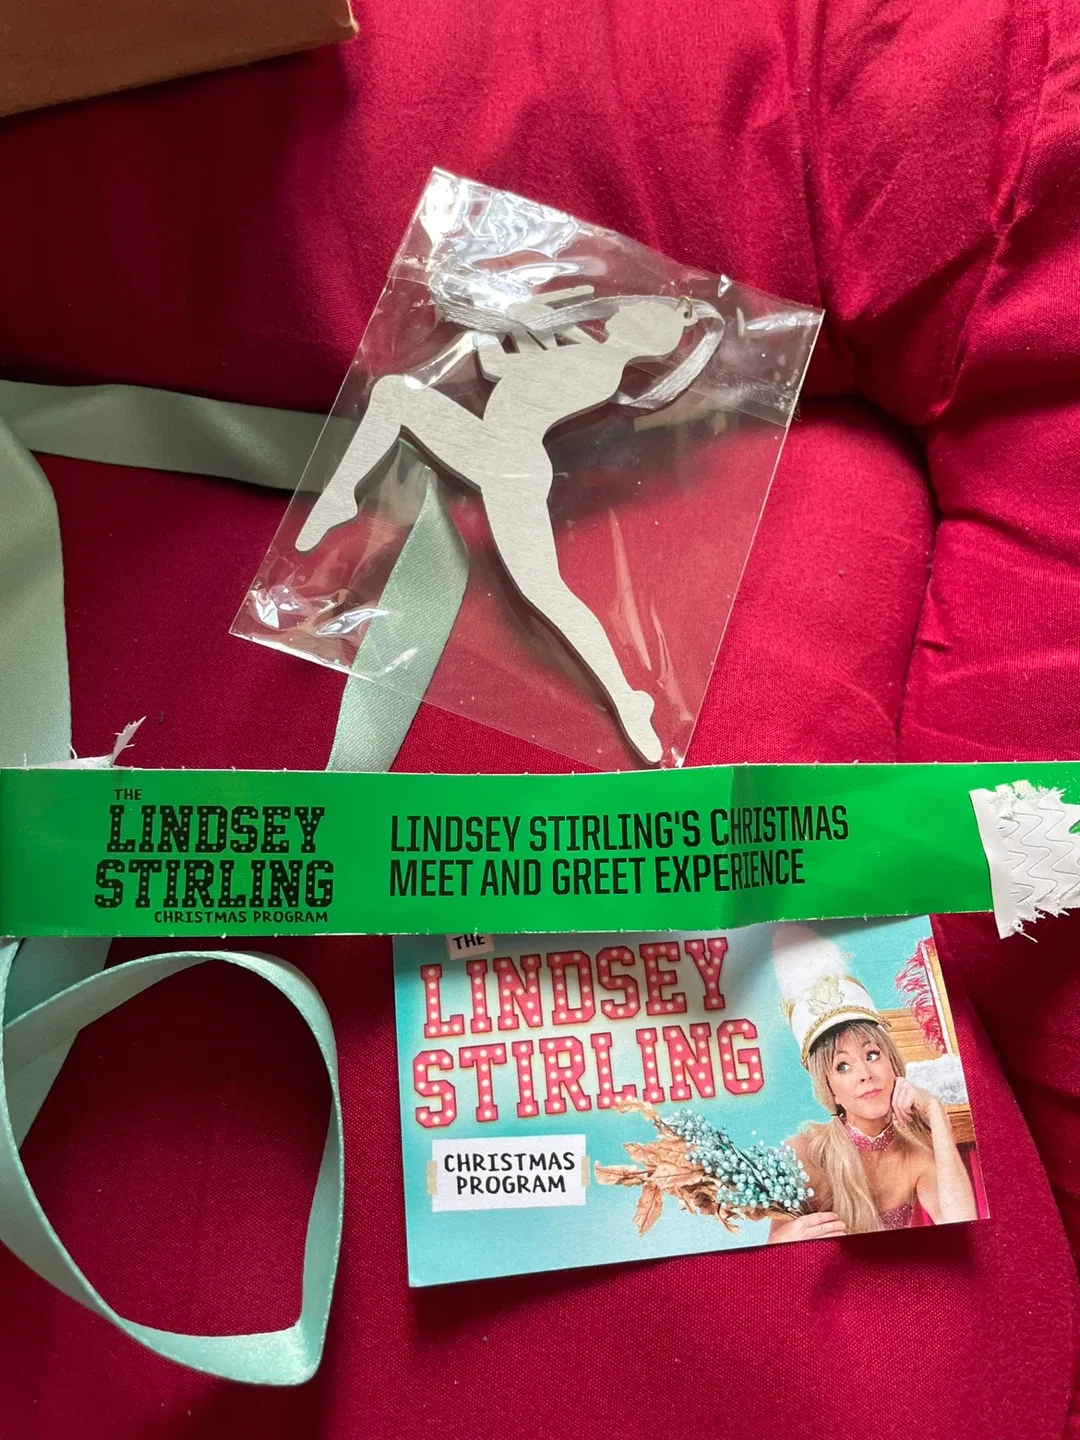 THE
LINDSEY
STIRLING
CHRISTMAS PROGRAM
LINDSEY STIRLING'S CHRISTMAS
MEET AND GREET EXPERIENCE
THE
LINDSEY
STIRLING
CHRISTMAS
PROGRAM